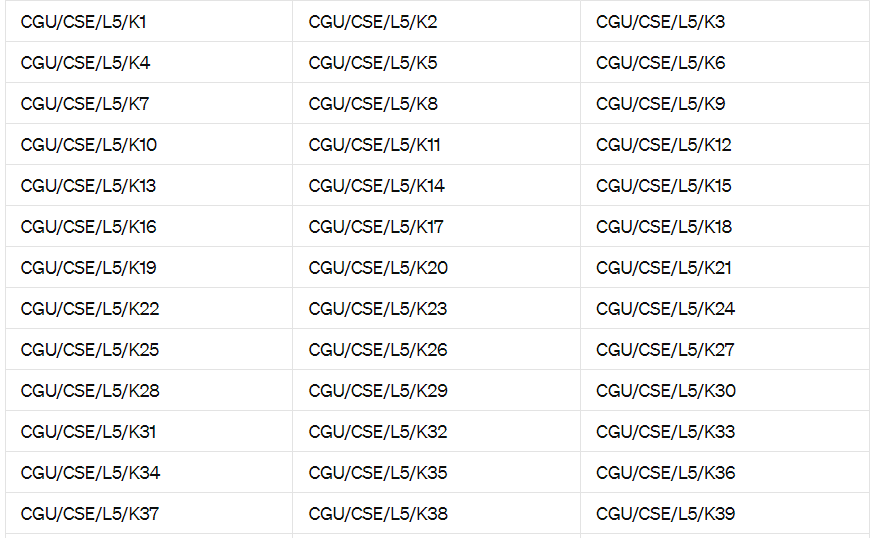 CGU/CSE/L5/K1 CGU/CSE/L5/K2 CGU/CSE/L5/K3
CGU/CSE/L5/K4 CGU/CSE/L5/K5 CGU/CSE/L5/K6
CGU/CSE/L5/K7 CGU/CSE/L5/K8 CGU/CSE/L5/K9
CGU/CSE/L5/K10 CGU/CSE/L5/K11 CGU/CSE/L5/K12
CGU/CSE/L5/K13 CGU/CSE/L5/K14 CGU/CSE/L5/K15
CGU/CSE/L5/K16 CGU/CSE/L5/K17 CGU/CSE/L5/K18
CGU/CSE/L5/K19 CGU/CSE/L5/K20 CGU/CSE/L5/K21
CGU/CSE/L5/K22 CGU/CSE/L5/K23 CGU/CSE/L5/K24
CGU/CSE/L5/K25 CGU/CSE/L5/K26 CGU/CSE/L5/K27
CGU/CSE/L5/K28 CGU/CSE/L5/K29 CGU/CSE/L5/K30
CGU/CSE/L5/K31 CGU/CSE/L5/K32 CGU/CSE/L5/K33
CGU/CSE/L5/K34 CGU/CSE/L5/K35 CGU/CSE/L5/K36
CGU/CSE/L5/K37 CGU/CSE/L5/K38 CGU/CSE/L5/K39